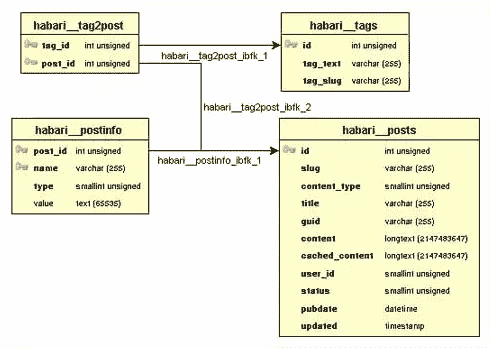 habari__tag2post
tag_id int unsigned
post_id int unsigned
habari__tags
id int unsigned
tag_text varchar (255)
tag_slug varchar (255)
habari__tag2post_ibfk_1
habari__tag2post_ibfk_2
habari__postinfo
post_id int unsigned
name varchar (255)
type smallint unsigned
value text (65535)
habari__postinfo_ibfk_1
habari__posts
id int unsigned
slug varchar (255)
content_type smallint unsigned
title varchar (255)
guid varchar (255)
content longtext (2147483647)
cached_content longtext (2147483647)
user_id smallint unsigned
status smallint unsigned
pubdate datetime
updated timestamp